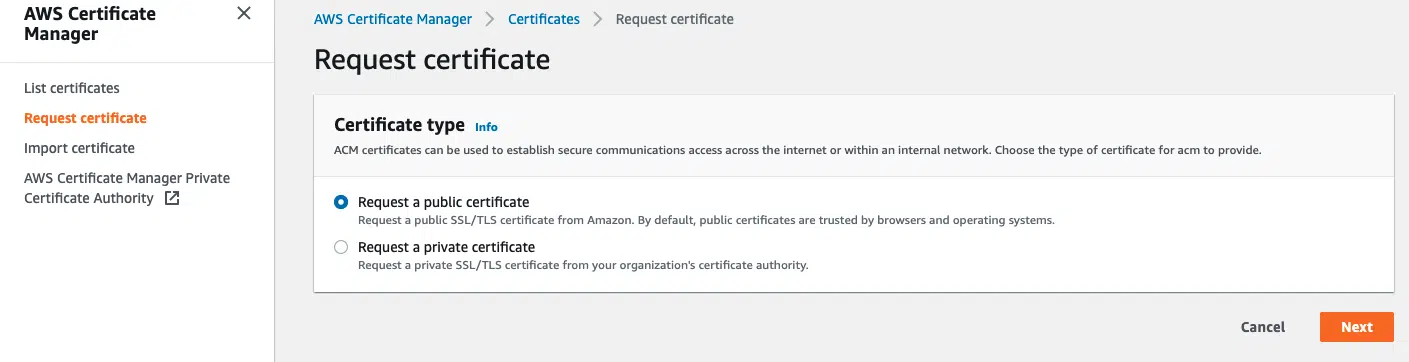 AWS Certificate
Manager
List certificates
Request certificate
Import certificate
AWS Certificate Manager Private
Certificate Authority
AWS Certificate Manager > Certificates > Request certificate
Request certificate
Certificate type Info
ACM certificates can be used to establish secure communications access across the internet or within an internal network. Choose the type of certificate for acm to provide.
Request a public certificate
Request a public SSL/TLS certificate from Amazon. By default, public certificates are trusted by browsers and operating systems.
Request a private certificate
Request a private SSL/TLS certificate from your organization's certificate authority.
Cancel Next